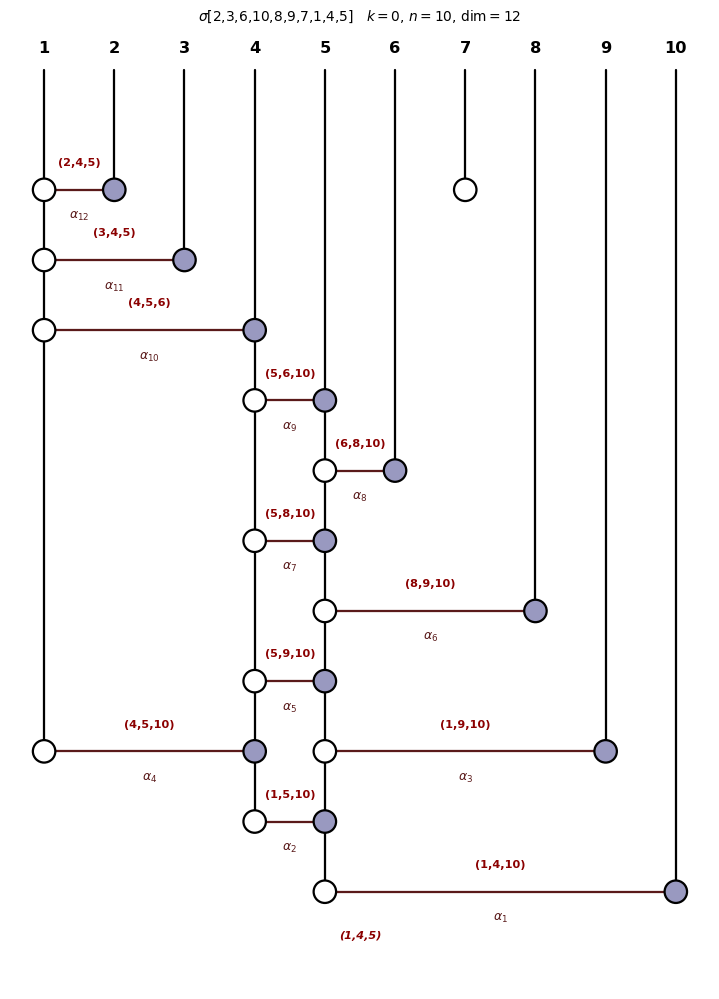 σ[2,3,6,10,8,9,7,1,4,5]   k = 0, n = 10, dim = 12
1 2 3 4 5 6 7 8 9 10
(2,4,5)
α₁₂
(3,4,5)
α₁₁
(4,5,6)
α₁₀
(5,6,10)
α₉
(6,8,10)
α₈
(5,8,10)
α₇
(8,9,10)
α₆
(5,9,10)
α₅
(4,5,10) (1,9,10)
α₄ α₃
(1,5,10)
α₂
(1,4,10)
α₁
(1,4,5)